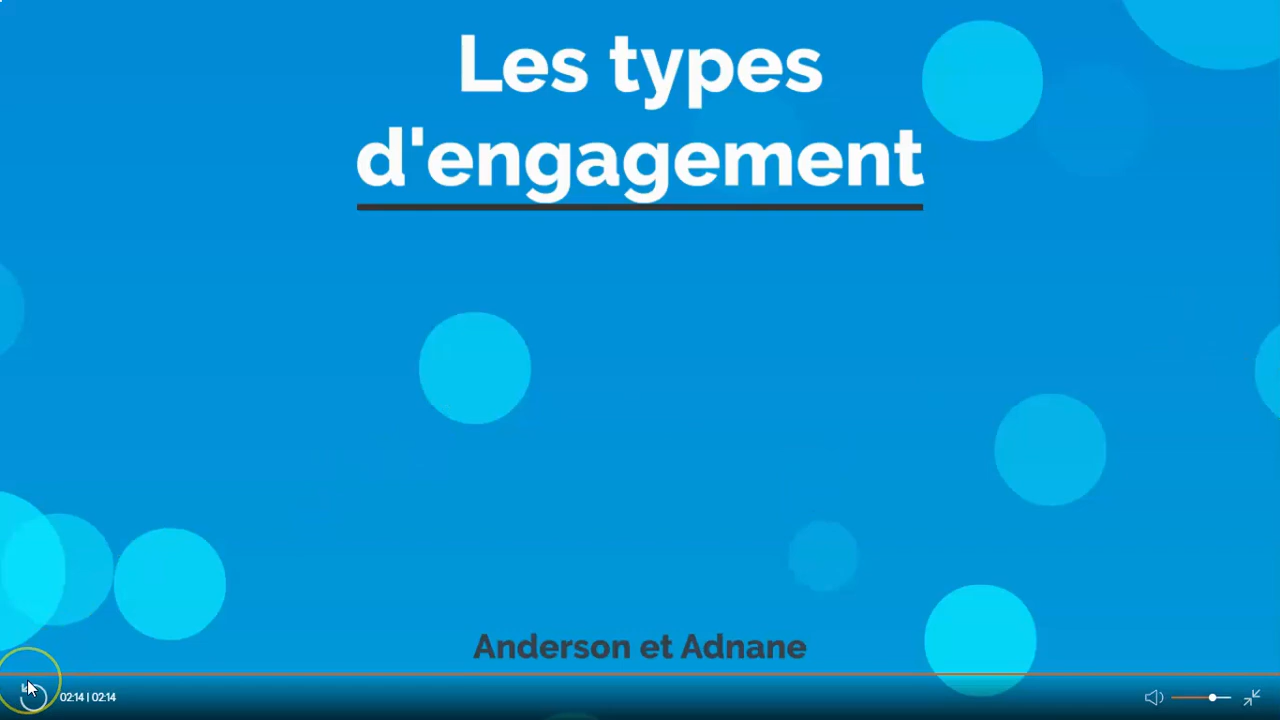 Les types
d'engagement
Anderson et Adnane
02:14 | 02:14